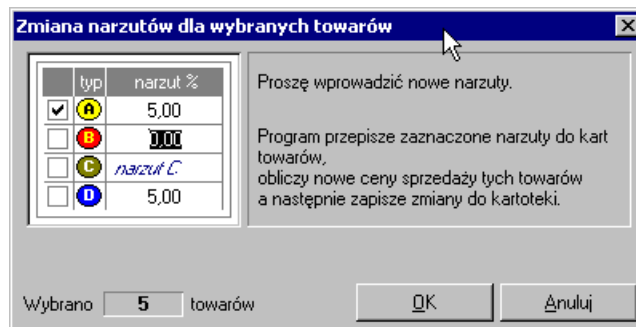 Zmiana narzutów dla wybranych towarów
typ narzut %
A 5,00
B 0,00
C narzut C
D 5,00
Proszę wprowadzić nowe narzuty.
Program przepisze zaznaczone narzuty do kart
towarów,
obliczy nowe ceny sprzedaży tych towarów
a następnie zapisze zmiany do kartoteki.
Wybrano 5 towarów
OK
Anuluj